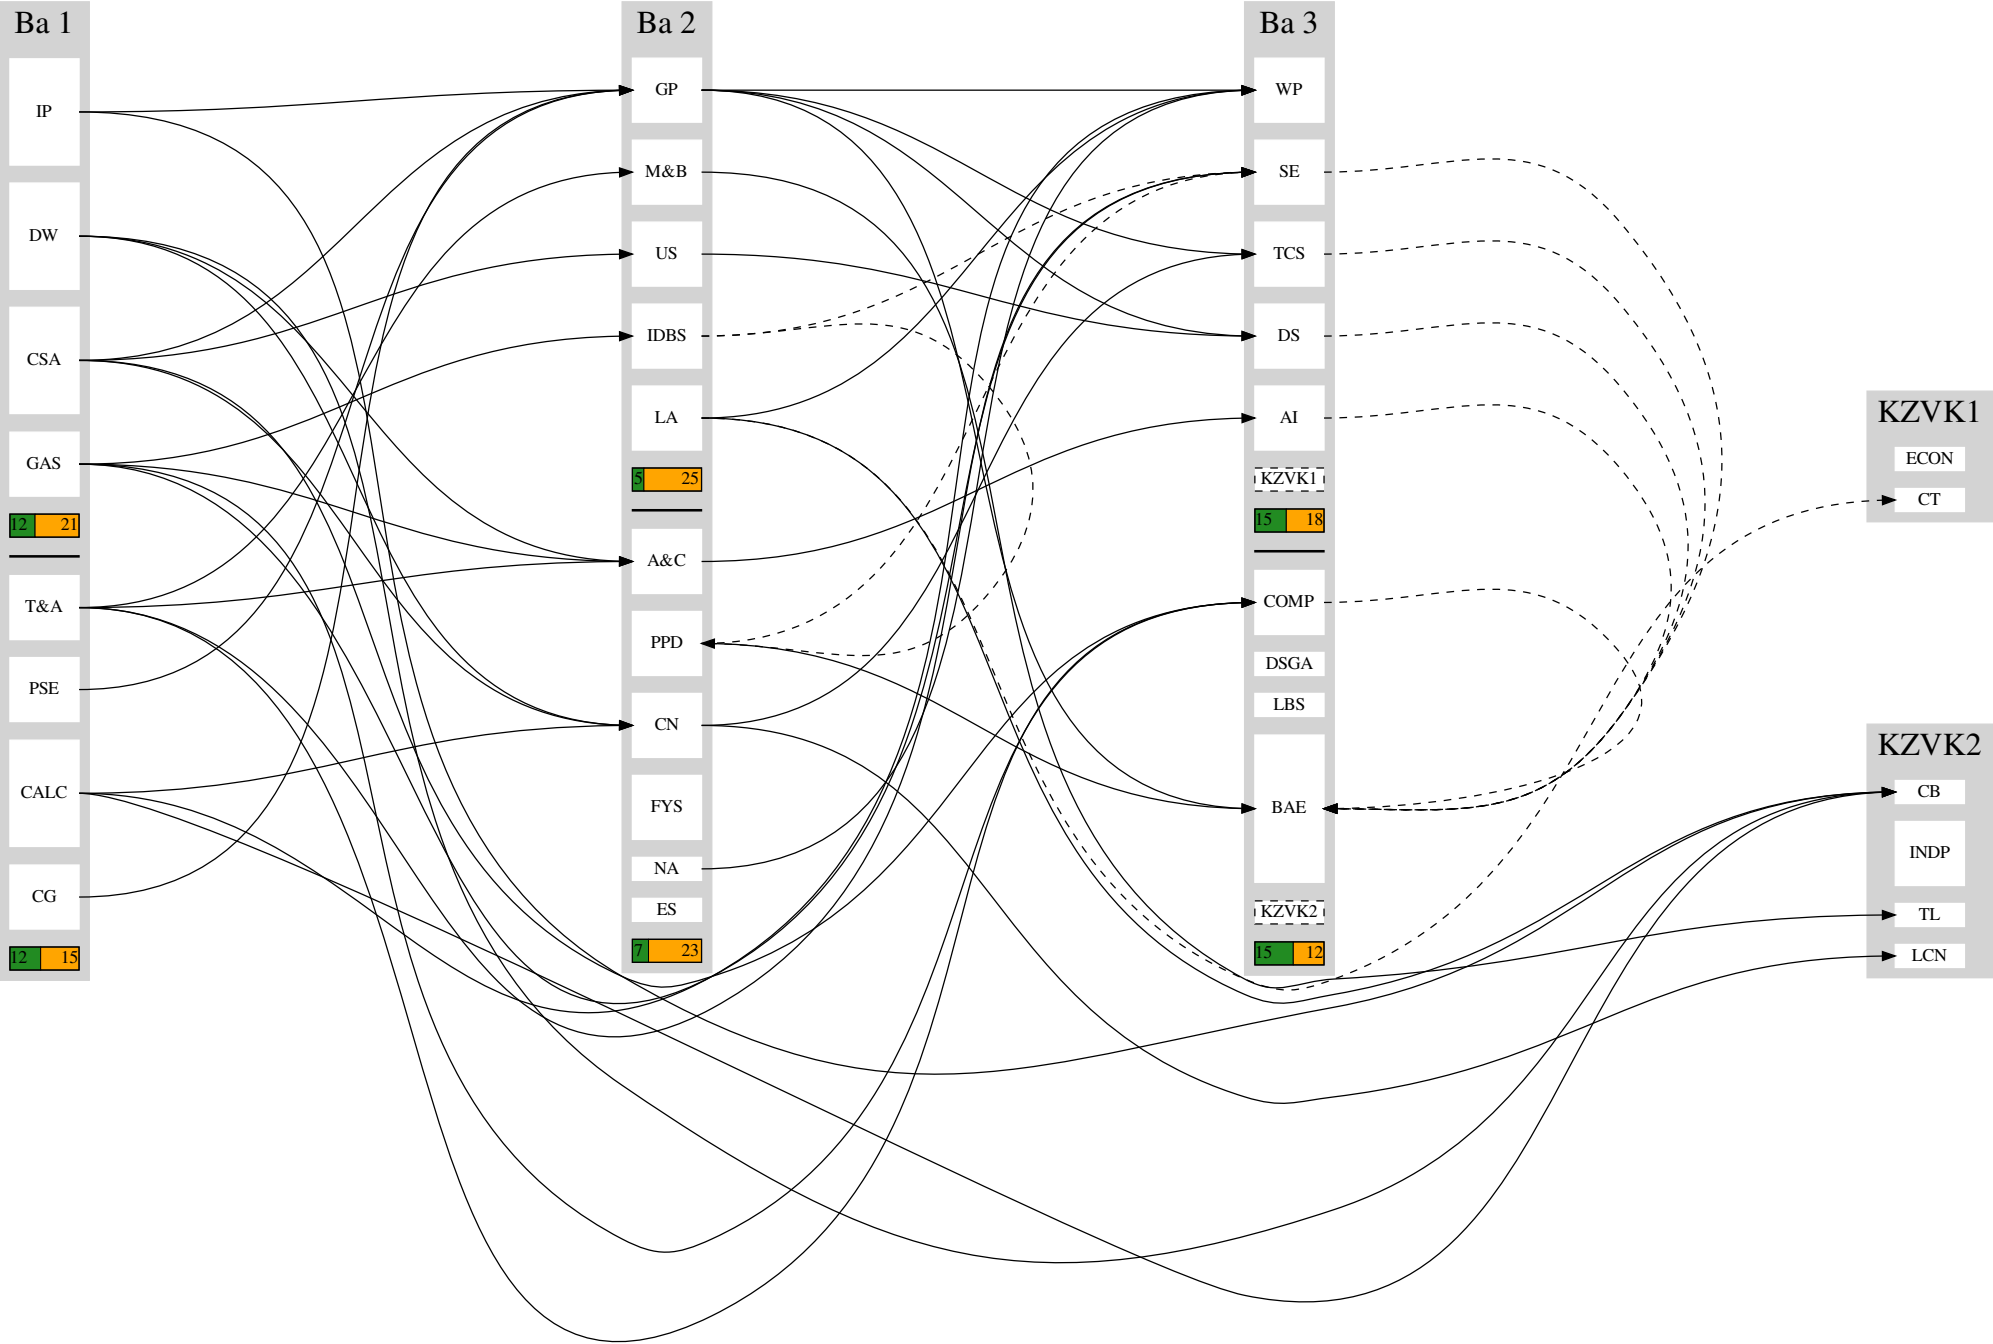 Ba 1
IP
DW
CSA
GAS
12 21
T&A
PSE
CALC
CG
12 15
Ba 2
GP
M&B
US
IDBS
LA
5 25
A&C
PPD
CN
FYS
NA
ES
7 23
Ba 3
WP
SE
TCS
DS
AI
KZVK1
15 18
COMP
DSGA
LBS
BAE
KZVK2
15 12
KZVK1
ECON
CT
KZVK2
CB
INDP
TL
LCN